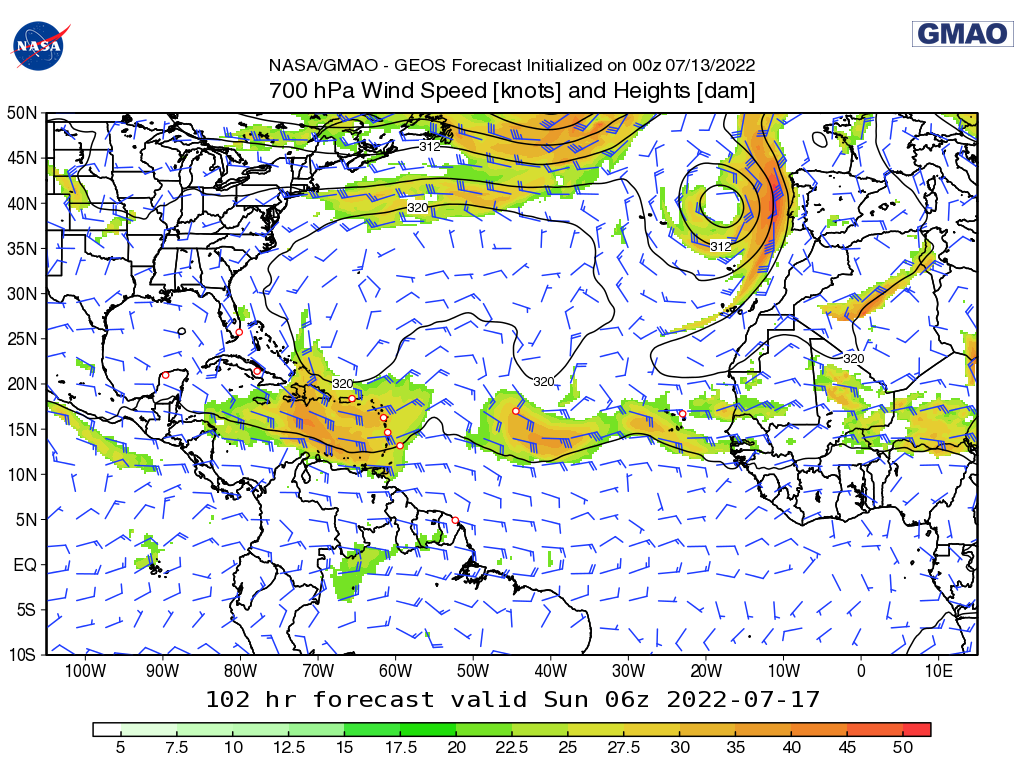 NASA
GMAO
NASA/GMAO - GEOS Forecast Initialized on 00z 07/13/2022
700 hPa Wind Speed [knots] and Heights [dam]
50N
45N
40N
35N
30N
25N
20N
15N
10N
5N
EQ
5S
10S
312
320
312
320
320
320
100W 90W 80W 70W 60W 50W 40W 30W 20W 10W 0 10E
102 hr forecast valid Sun 06z 2022-07-17
5 7.5 10 12.5 15 17.5 20 22.5 25 27.5 30 35 40 45 50